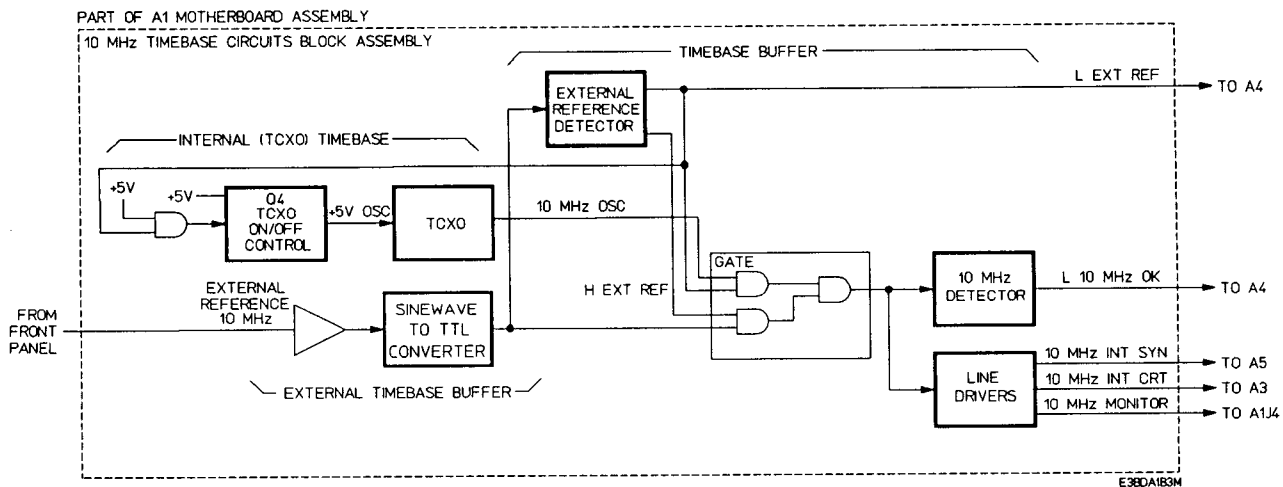 PART OF A1 MOTHERBOARD ASSEMBLY
10 MHz TIMEBASE CIRCUITS BLOCK ASSEMBLY
TIMEBASE BUFFER
L EXT REF
TO A4
EXTERNAL
REFERENCE
DETECTOR
INTERNAL (TCXO) TIMEBASE
+5V
+5V
Q4
TCXO
ON/OFF
CONTROL
+5V OSC
TCXO
10 MHz OSC
GATE
H EXT REF
10 MHz
DETECTOR
L 10 MHz OK
TO A4
FROM
FRONT
PANEL
EXTERNAL
REFERENCE
10 MHz
SINEWAVE
TO TTL
CONVERTER
EXTERNAL TIMEBASE BUFFER
LINE
DRIVERS
10 MHz INT SYN
TO A5
10 MHz INT CRT
TO A3
10 MHz MONITOR
TO A1J4
E3BDA1B3M